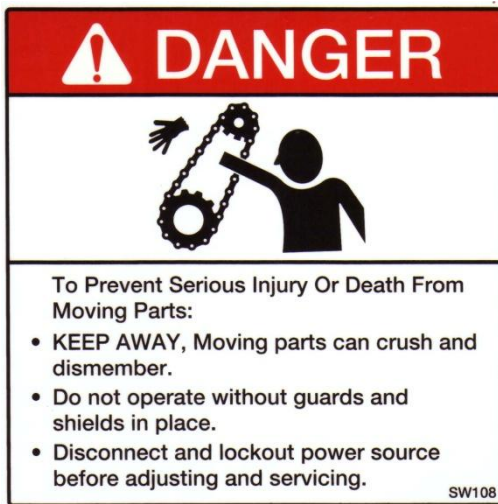 DANGER
To Prevent Serious Injury Or Death From
Moving Parts:
• KEEP AWAY, Moving parts can crush and
dismember.
• Do not operate without guards and
shields in place.
• Disconnect and lockout power source
before adjusting and servicing.
SW108